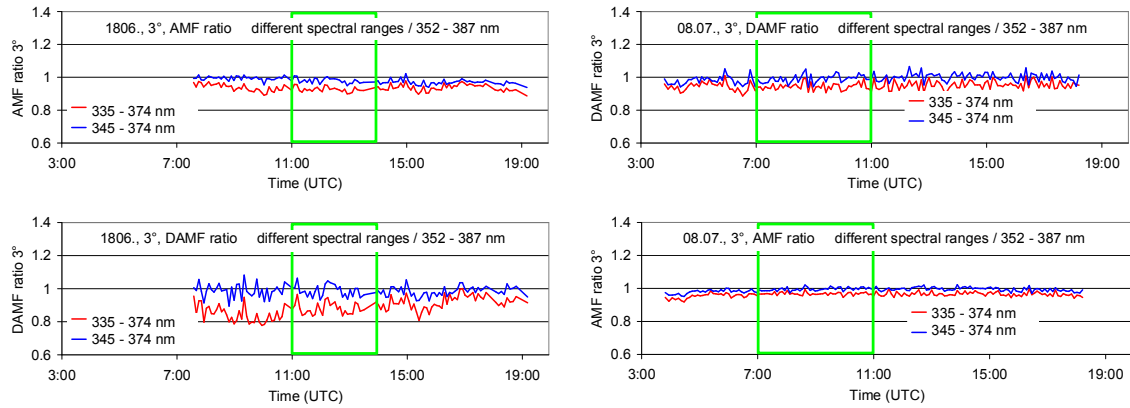 1806., 3°, AMF ratio different spectral ranges / 352 - 387 nm
AMF ratio 3°
1.4
1.2
1
0.8
0.6
335 - 374 nm
345 - 374 nm
3:00 7:00 11:00 15:00 19:00
Time (UTC)
08.07., 3°, DAMF ratio different spectral ranges / 352 - 387 nm
DAMF ratio 3°
1.4
1.2
1
0.8
0.6
335 - 374 nm
345 - 374 nm
3:00 7:00 11:00 15:00 19:00
Time (UTC)
1806., 3°, DAMF ratio different spectral ranges / 352 - 387 nm
DAMF ratio 3°
1.4
1.2
1
0.8
0.6
335 - 374 nm
345 - 374 nm
3:00 7:00 11:00 15:00 19:00
Time (UTC)
08.07., 3°, AMF ratio different spectral ranges / 352 - 387 nm
AMF ratio 3°
1.4
1.2
1
0.8
0.6
335 - 374 nm
345 - 374 nm
3:00 7:00 11:00 15:00 19:00
Time (UTC)